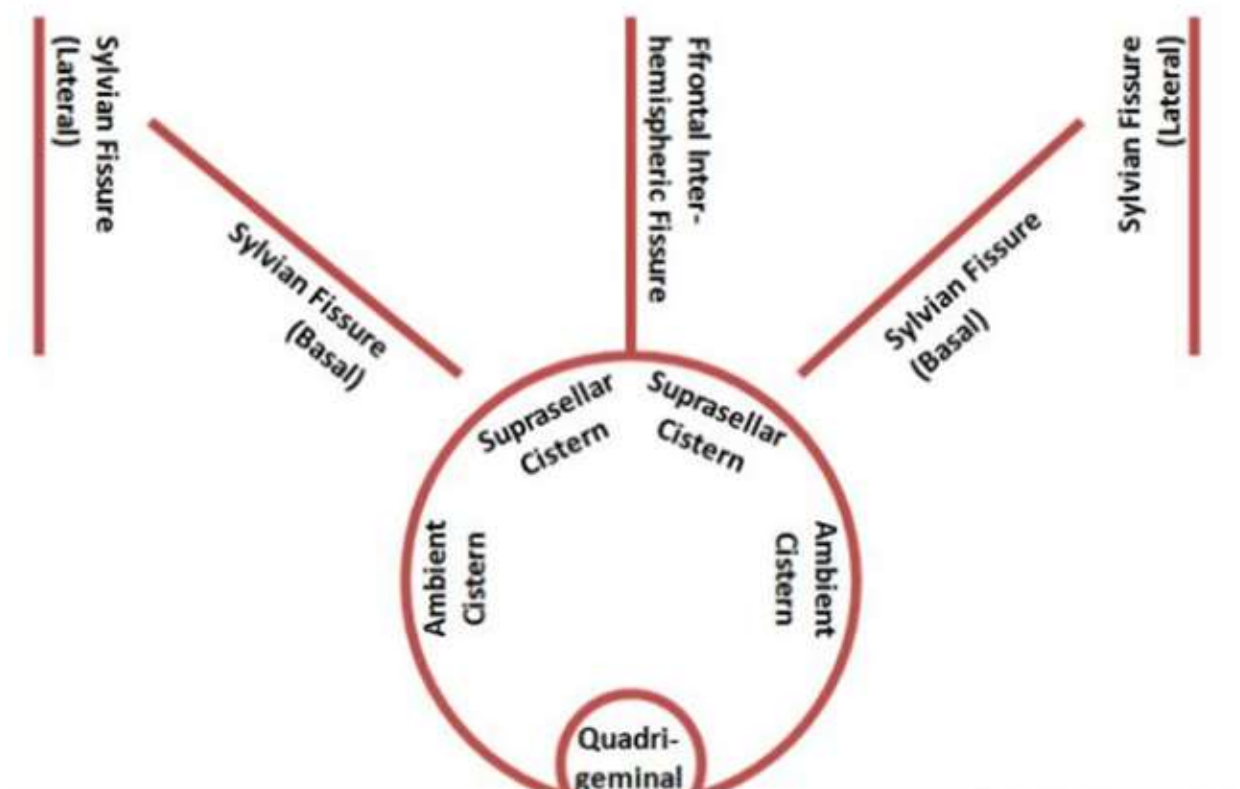 Sylvian Fissure
(Lateral)
Sylvian Fissure
(Basal)
Ffrontal Inter-
hemispheric Fissure
Sylvian Fissure
(Basal)
Sylvian Fissure
(Lateral)
Suprasellar
Cistern
Suprasellar
Cistern
Ambient
Cistern
Ambient
Cistern
Quadri-
geminal